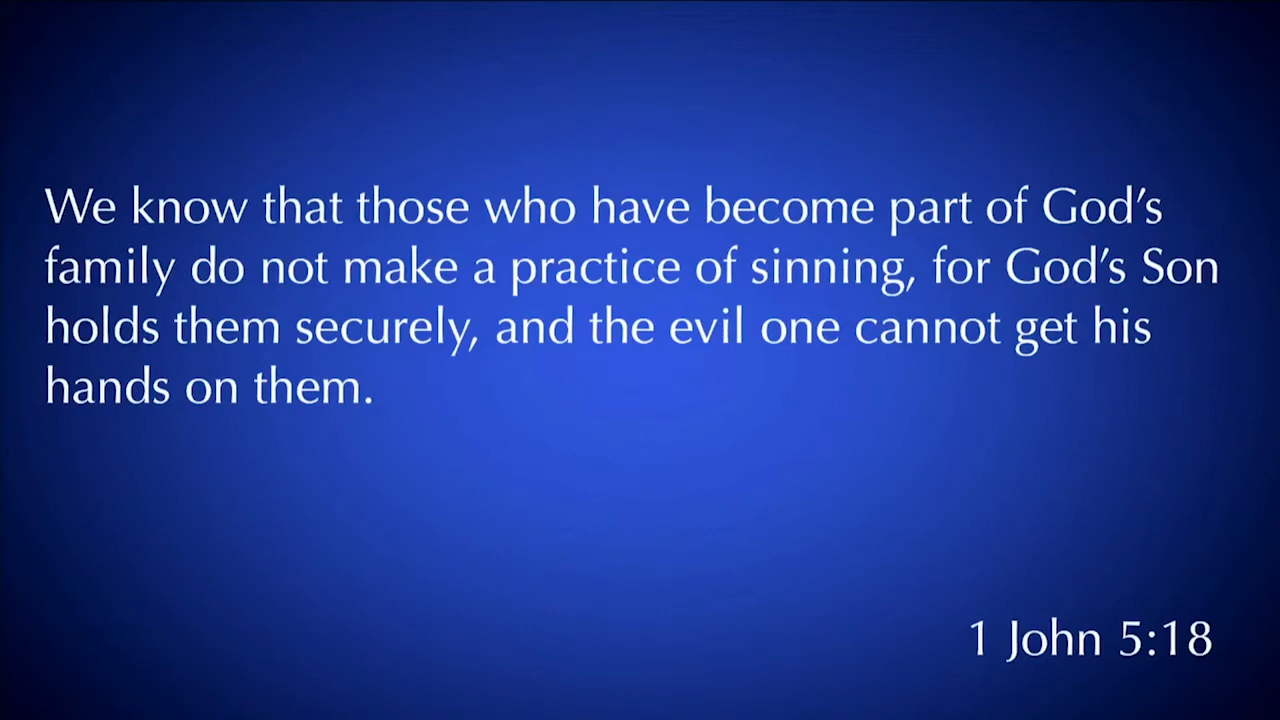 We know that those who have become part of God’s
family do not make a practice of sinning, for God’s Son
holds them securely, and the evil one cannot get his
hands on them.
1 John 5:18